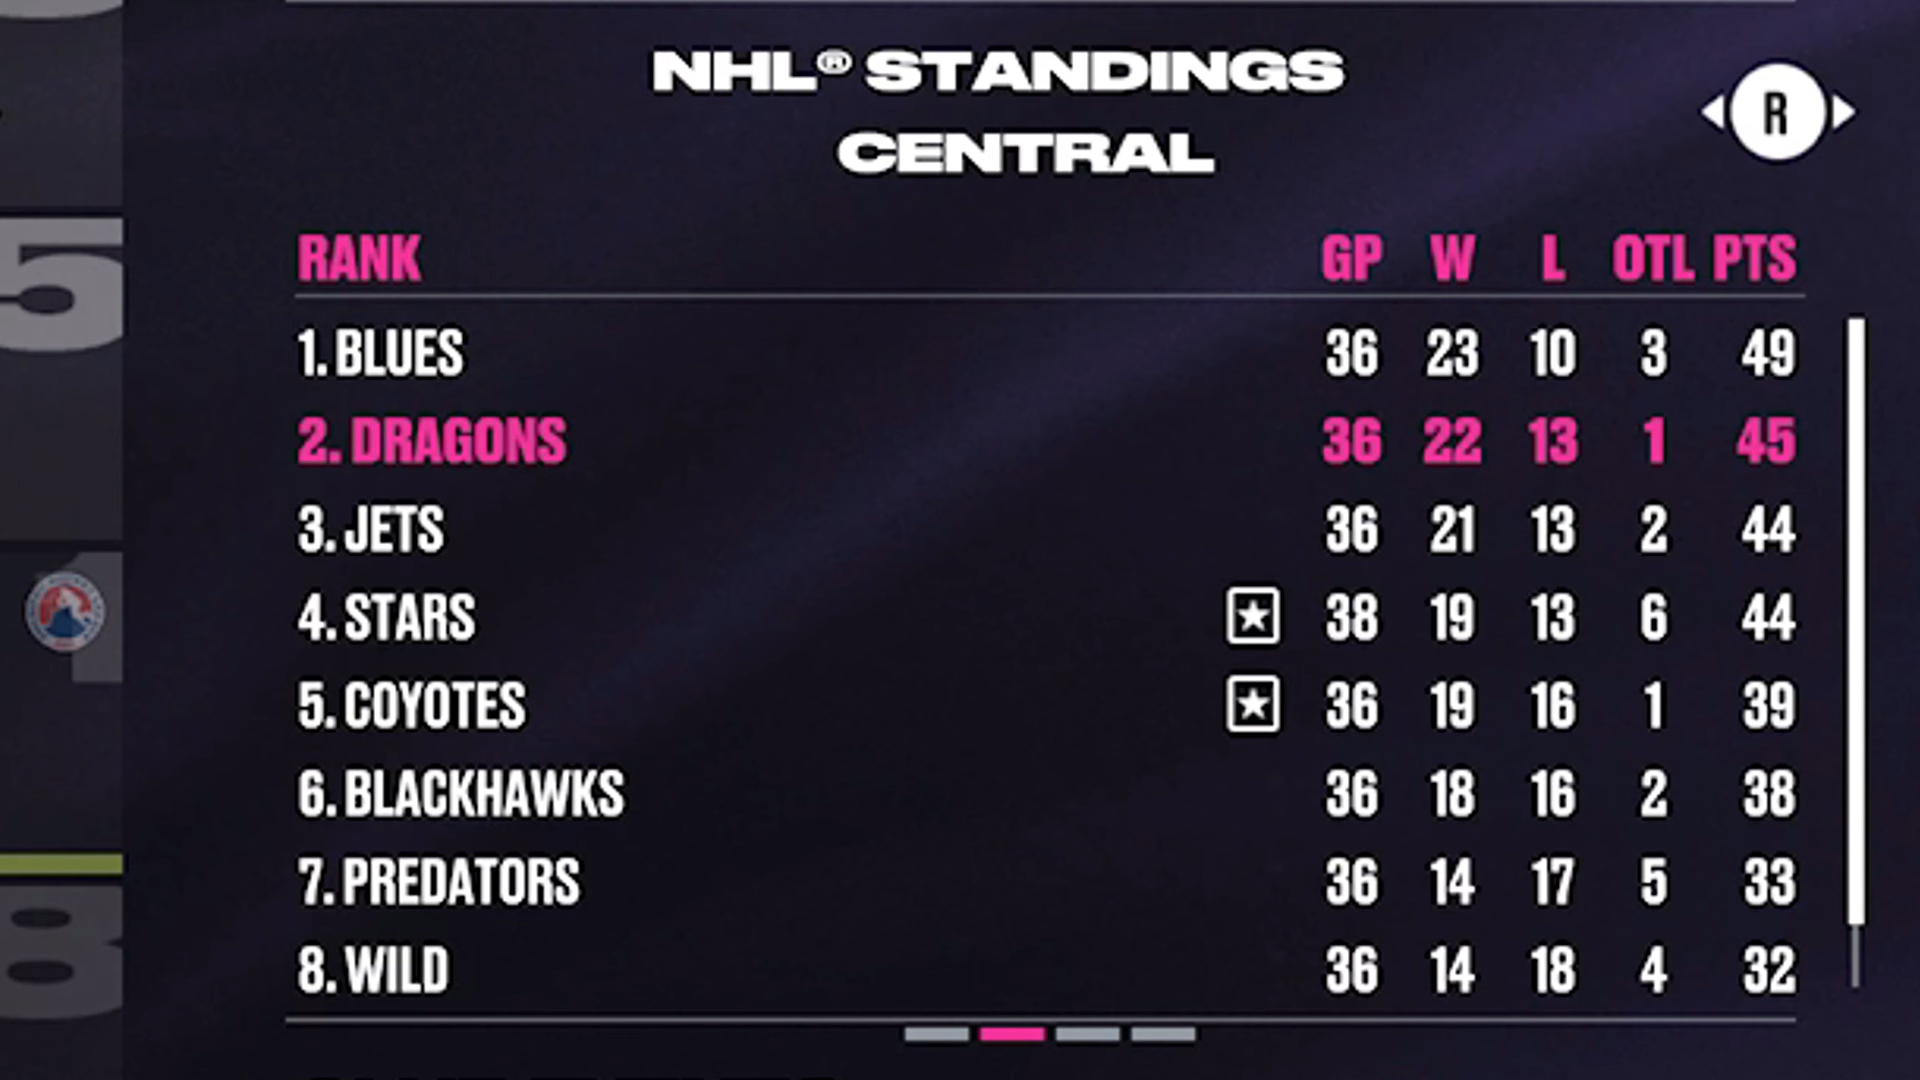 NHL® STANDINGS
CENTRAL
R
RANK GP W L OTL PTS
1. BLUES 36 23 10 3 49
2. DRAGONS 36 22 13 1 45
3. JETS 36 21 13 2 44
4. STARS 38 19 13 6 44
5. COYOTES 36 19 16 1 39
6. BLACKHAWKS 36 18 16 2 38
7. PREDATORS 36 14 17 5 33
8. WILD 36 14 18 4 32
5
1
8